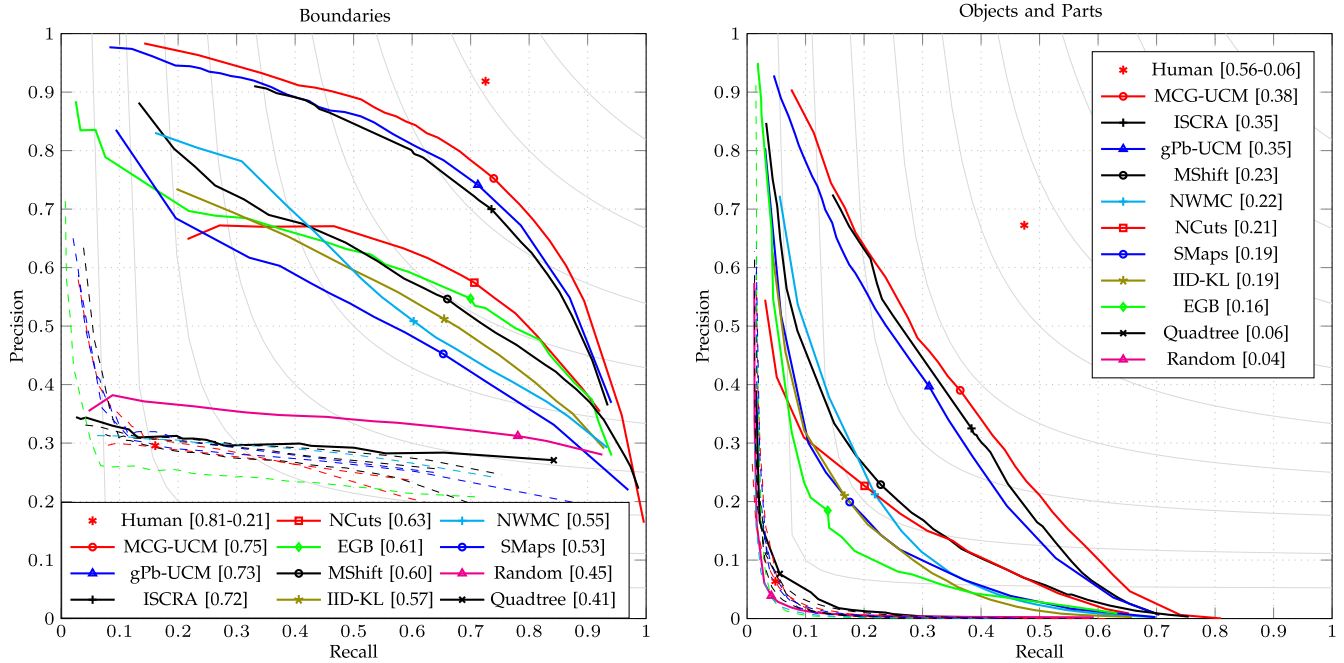 Boundaries
1
0.9
0.8
0.7
0.6
0.5
0.4
0.3
0.2
0.1
0
Precision
Human [0.81-0.21] NCuts [0.63] NWMC [0.55]
MCG-UCM [0.75] EGB [0.61] SMaps [0.53]
gPb-UCM [0.73] MShift [0.60] Random [0.45]
ISCRA [0.72] IID-KL [0.57] Quadtree [0.41]
0 0.1 0.2 0.3 0.4 0.5 0.6 0.7 0.8 0.9 1
Recall
Objects and Parts
1
0.9
0.8
0.7
0.6
0.5
0.4
0.3
0.2
0.1
0
Precision
Human [0.56-0.06]
MCG-UCM [0.38]
ISCRA [0.35]
gPb-UCM [0.35]
MShift [0.23]
NWMC [0.22]
NCuts [0.21]
SMaps [0.19]
IID-KL [0.19]
EGB [0.16]
Quadtree [0.06]
Random [0.04]
0 0.1 0.2 0.3 0.4 0.5 0.6 0.7 0.8 0.9 1
Recall